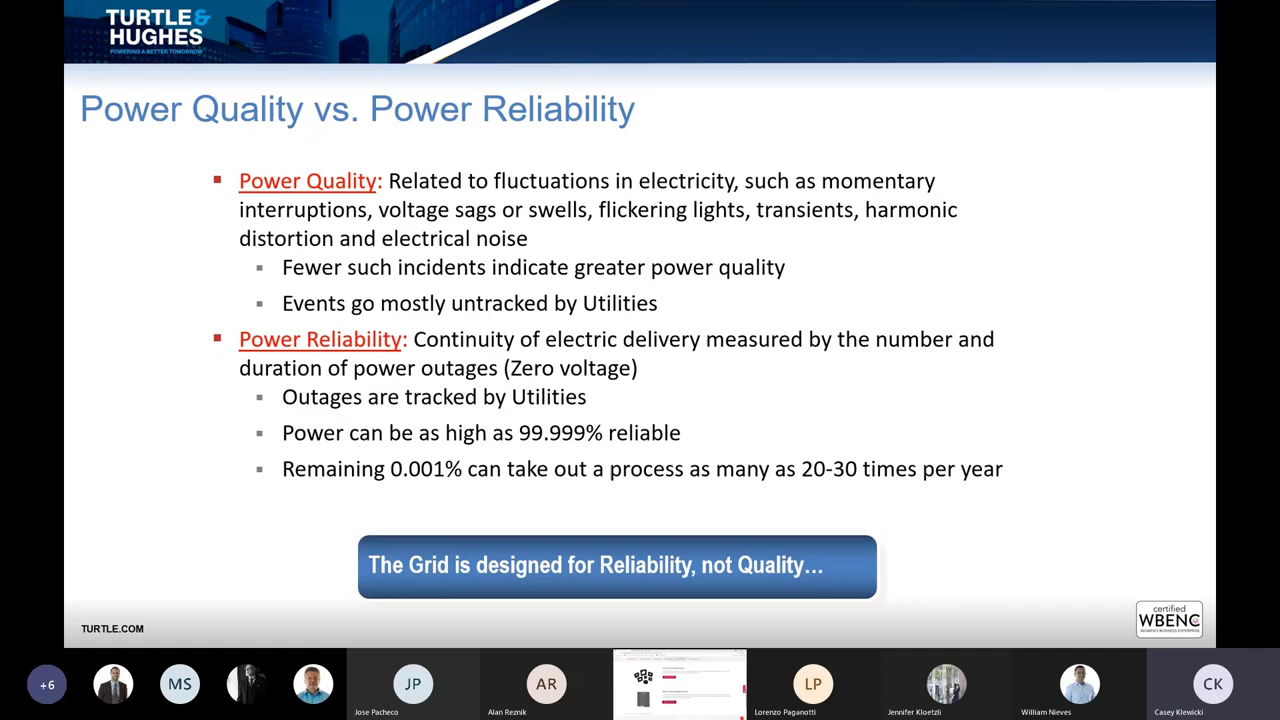 TURTLE&
HUGHES
POWERING A BETTER TOMORROW
Power Quality vs. Power Reliability
Power Quality: Related to fluctuations in electricity, such as momentary
interruptions, voltage sags or swells, flickering lights, transients, harmonic
distortion and electrical noise
Fewer such incidents indicate greater power quality
Events go mostly untracked by Utilities
Power Reliability: Continuity of electric delivery measured by the number and
duration of power outages (Zero voltage)
Outages are tracked by Utilities
Power can be as high as 99.999% reliable
Remaining 0.001% can take out a process as many as 20-30 times per year
The Grid is designed for Reliability, not Quality...
certified
WBENC
WOMEN'S BUSINESS ENTERPRISE
TURTLE.COM
+6
MS
JP
AR
LP
CK
Jose Pacheco
Alan Reznik
Lorenzo Paganotti
Jennifer Kloetzli
William Nieves
Casey Klewicki